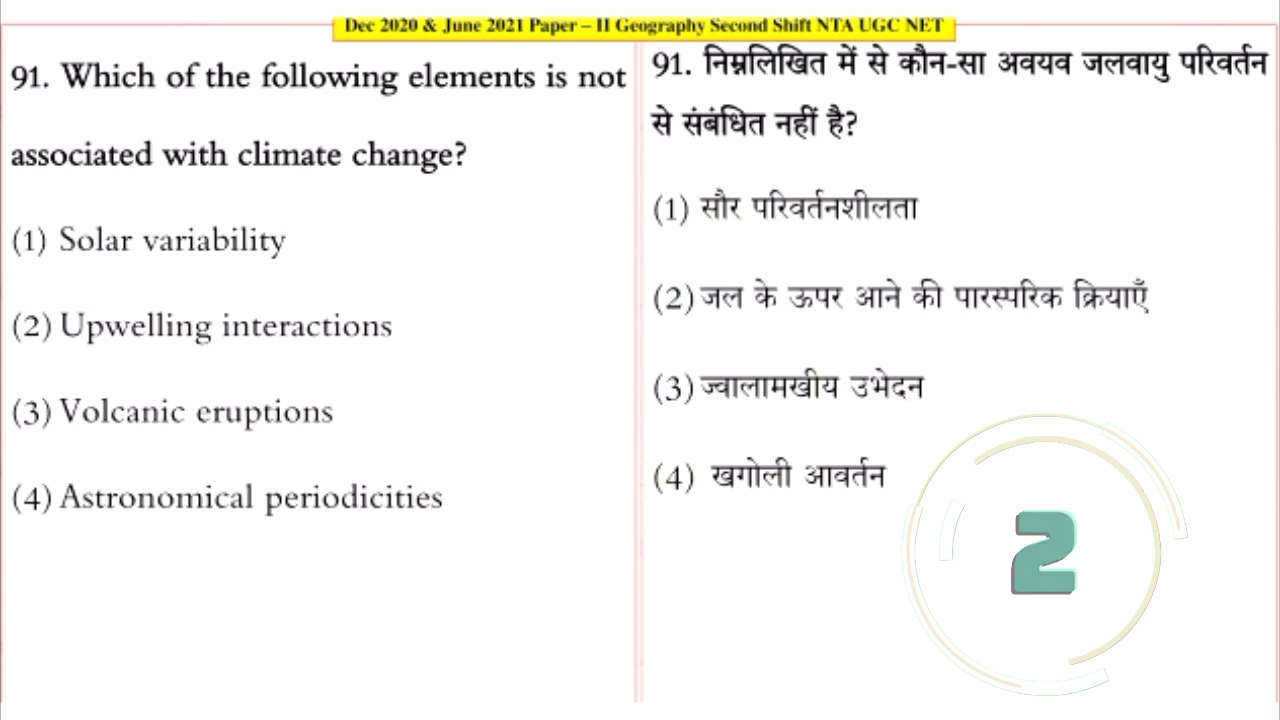 Dec 2020 & June 2021 Paper – II Geography Second Shift NTA UGC NET
91. Which of the following elements is not
associated with climate change?
(1) Solar variability
(2) Upwelling interactions
(3) Volcanic eruptions
(4) Astronomical periodicities
91. निम्नलिखित में से कौन-सा अवयव जलवायु परिवर्तन
से संबंधित नहीं है?
(1) सौर परिवर्तनशीलता
(2) जल के ऊपर आने की पारस्परिक क्रियाएँ
(3) ज्वालामखीय उभेदन
(4) खगोली आवर्तन
2